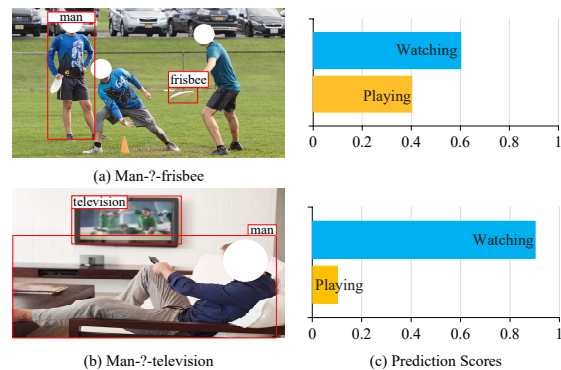 man
frisbee
Watching
Playing
0 0.2 0.4 0.6 0.8 1
(a) Man-?-frisbee
television
man
Watching
Playing
0 0.2 0.4 0.6 0.8 1
(b) Man-?-television
(c) Prediction Scores